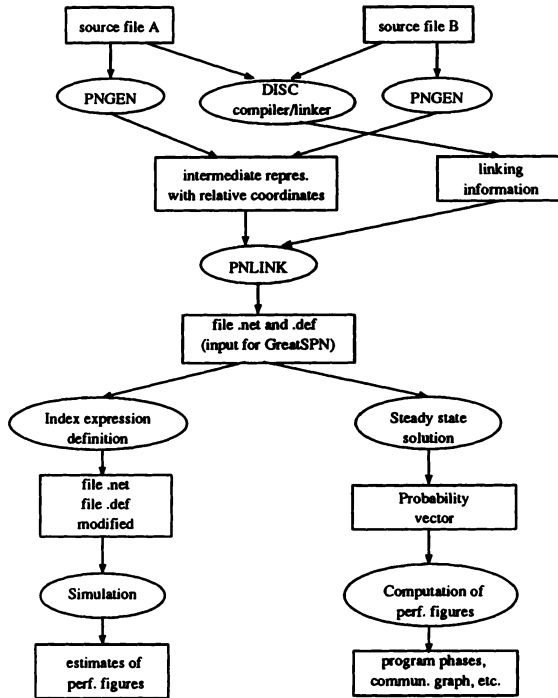 source file A
source file B
PNGEN
DISC
compiler/linker
PNGEN
intermediate repres.
with relative coordinates
linking
information
PNLINK
file .net and .def
(input for GreatSPN)
Index expression
definition
Steady state
solution
file .net
file .def
modified
Probability
vector
Simulation
Computation of
perf. figures
estimates of
perf. figures
program phases,
commun. graph, etc.